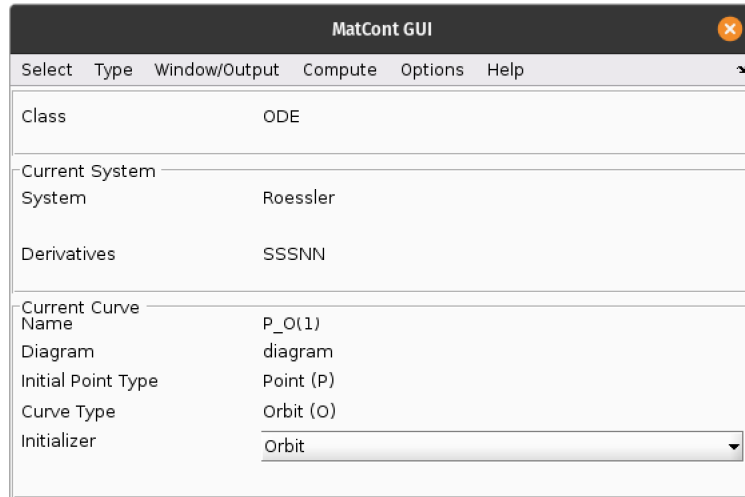 MatCont GUI
Select Type Window/Output Compute Options Help
Class ODE
Current System
System Roessler
Derivatives SSSNN
Current Curve
Name P_O(1)
Diagram diagram
Initial Point Type Point (P)
Curve Type Orbit (O)
Initializer Orbit